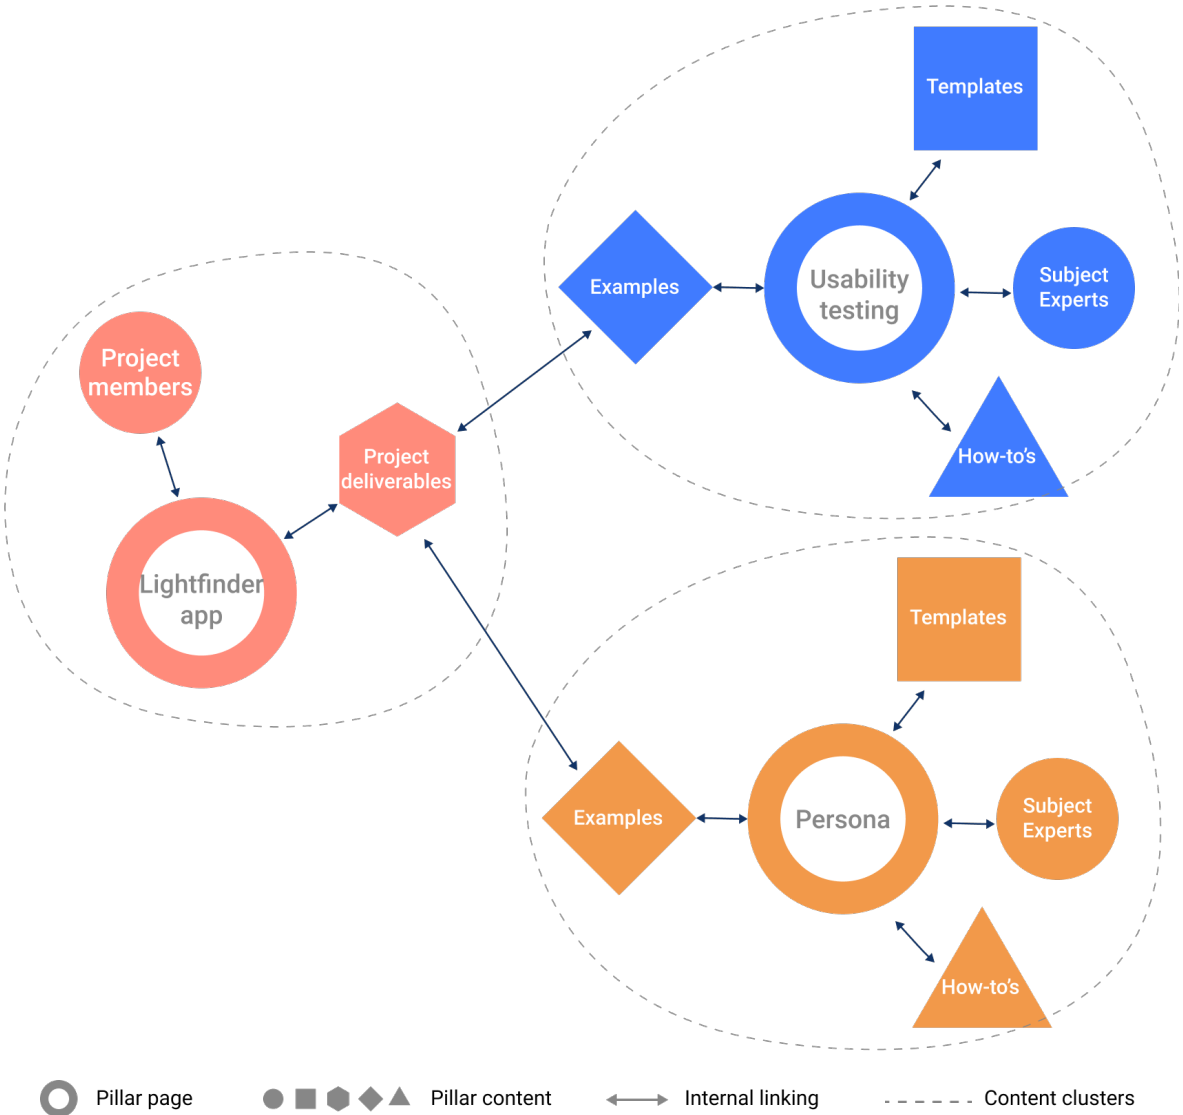 Templates
Examples
Usability
testing
Subject
Experts
How-to’s
Project
members
Project
deliverables
Lightfinder
app
Templates
Examples
Persona
Subject
Experts
How-to’s
Pillar page
Pillar content
Internal linking
Content clusters